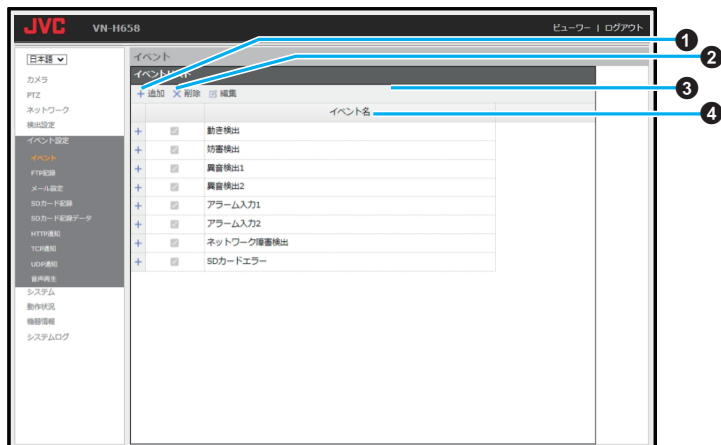 JVC VN-H658 ビューワー | ログアウト
日本語
カメラ
PTZ
ネットワーク
検出設定
イベント設定
イベント
FTP記録
メール設定
SDカード記録
SDカード記録データ
HTTP通知
TCP通知
UDP通知
音声再生
システム
動作状況
機器情報
システムログ
イベント
イベントリスト
+ 追加 × 削除 編集
イベント名
+ 動き検出
+ 妨害検出
+ 異音検出1
+ 異音検出2
+ アラーム入力1
+ アラーム入力2
+ ネットワーク障害検出
+ SDカードエラー
1
2
3
4